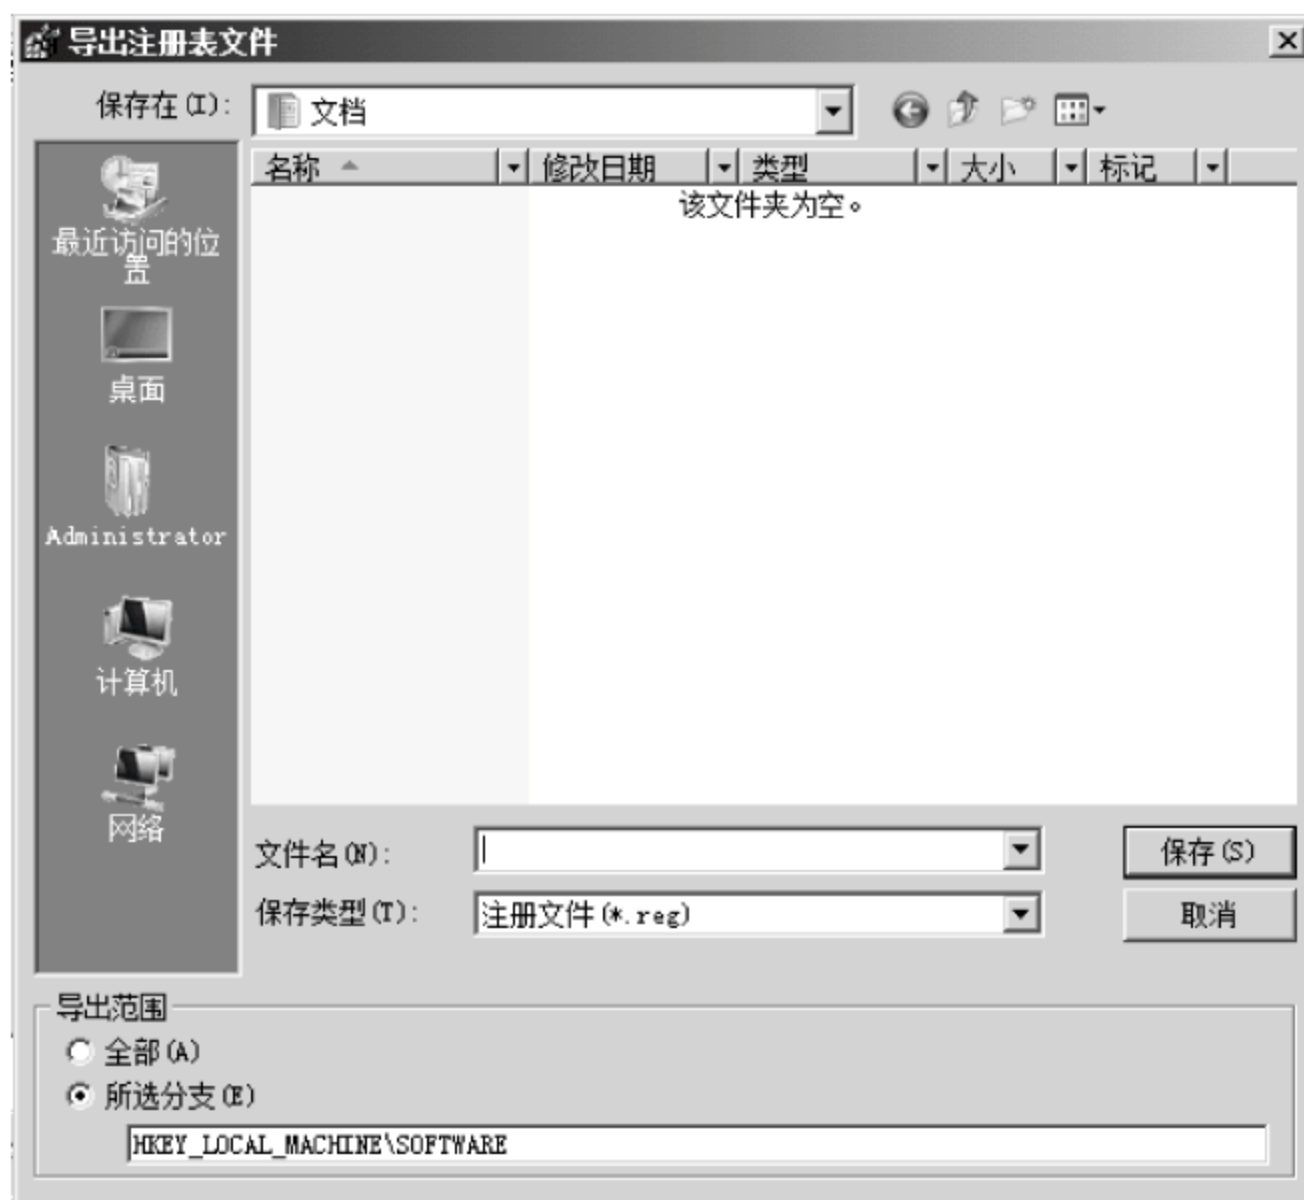 导出注册表文件
保存在(I):
文档
名称 修改日期 类型 大小 标记
该文件夹为空。
最近访问的位
置
桌面
Administrator
计算机
网络
文件名(N):
保存(S)
保存类型(T):
注册文件(*.reg)
取消
导出范围
全部(A)
所选分支(E)
HKEY_LOCAL_MACHINE\SOFTWARE